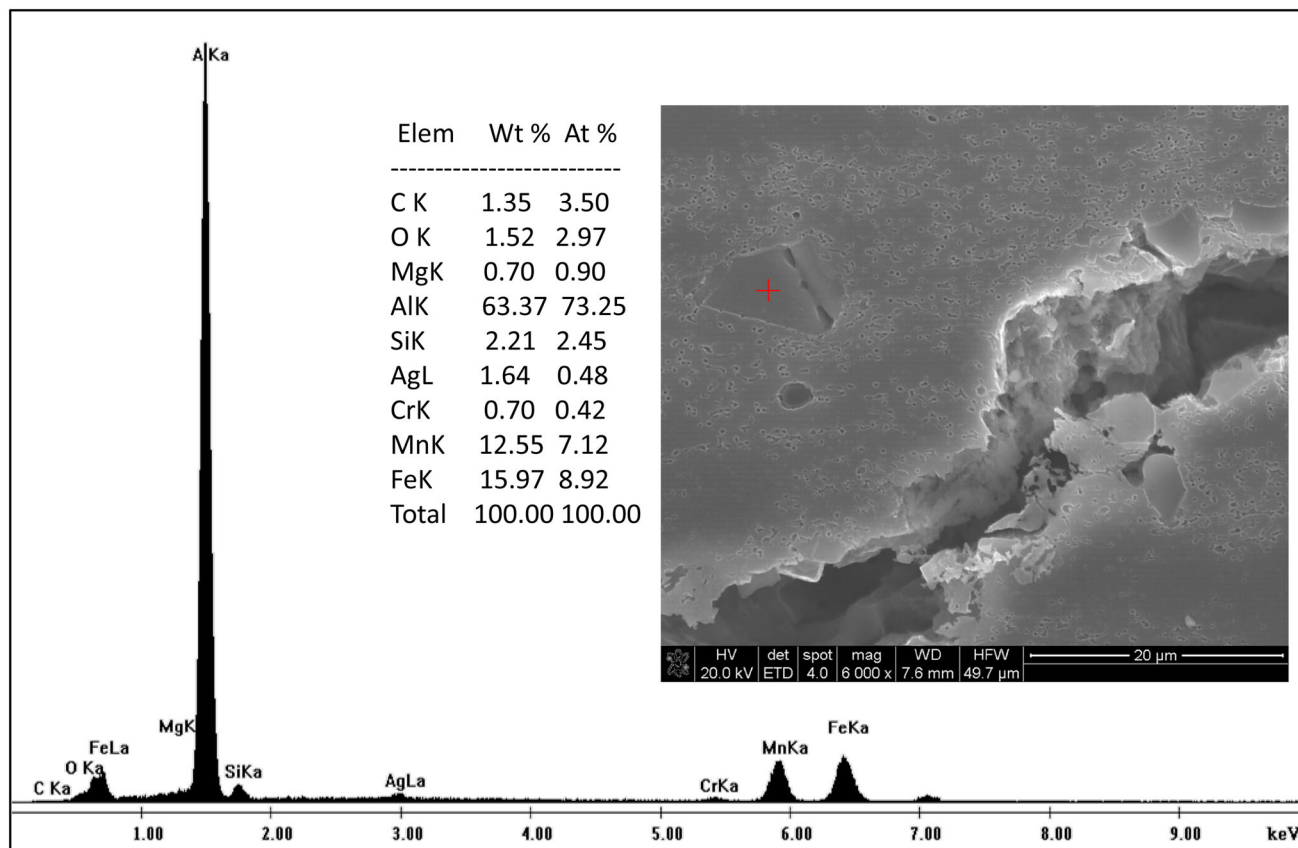 A Ka
Elem Wt % At %
-------------------------
C K 1.35 3.50
O K 1.52 2.97
MgK 0.70 0.90
AlK 63.37 73.25
SiK 2.21 2.45
AgL 1.64 0.48
CrK 0.70 0.42
MnK 12.55 7.12
FeK 15.97 8.92
Total 100.00 100.00
HV det spot mag WD HFW 20 µm
20.0 kV ETD 4.0 6 000 x 7.6 mm 49.7 µm
C Ka
O Ka
FeLa
MgK
SiKa
AgLa
CrKa
MnKa
FeKa
1.00 2.00 3.00 4.00 5.00 6.00 7.00 8.00 9.00 keV